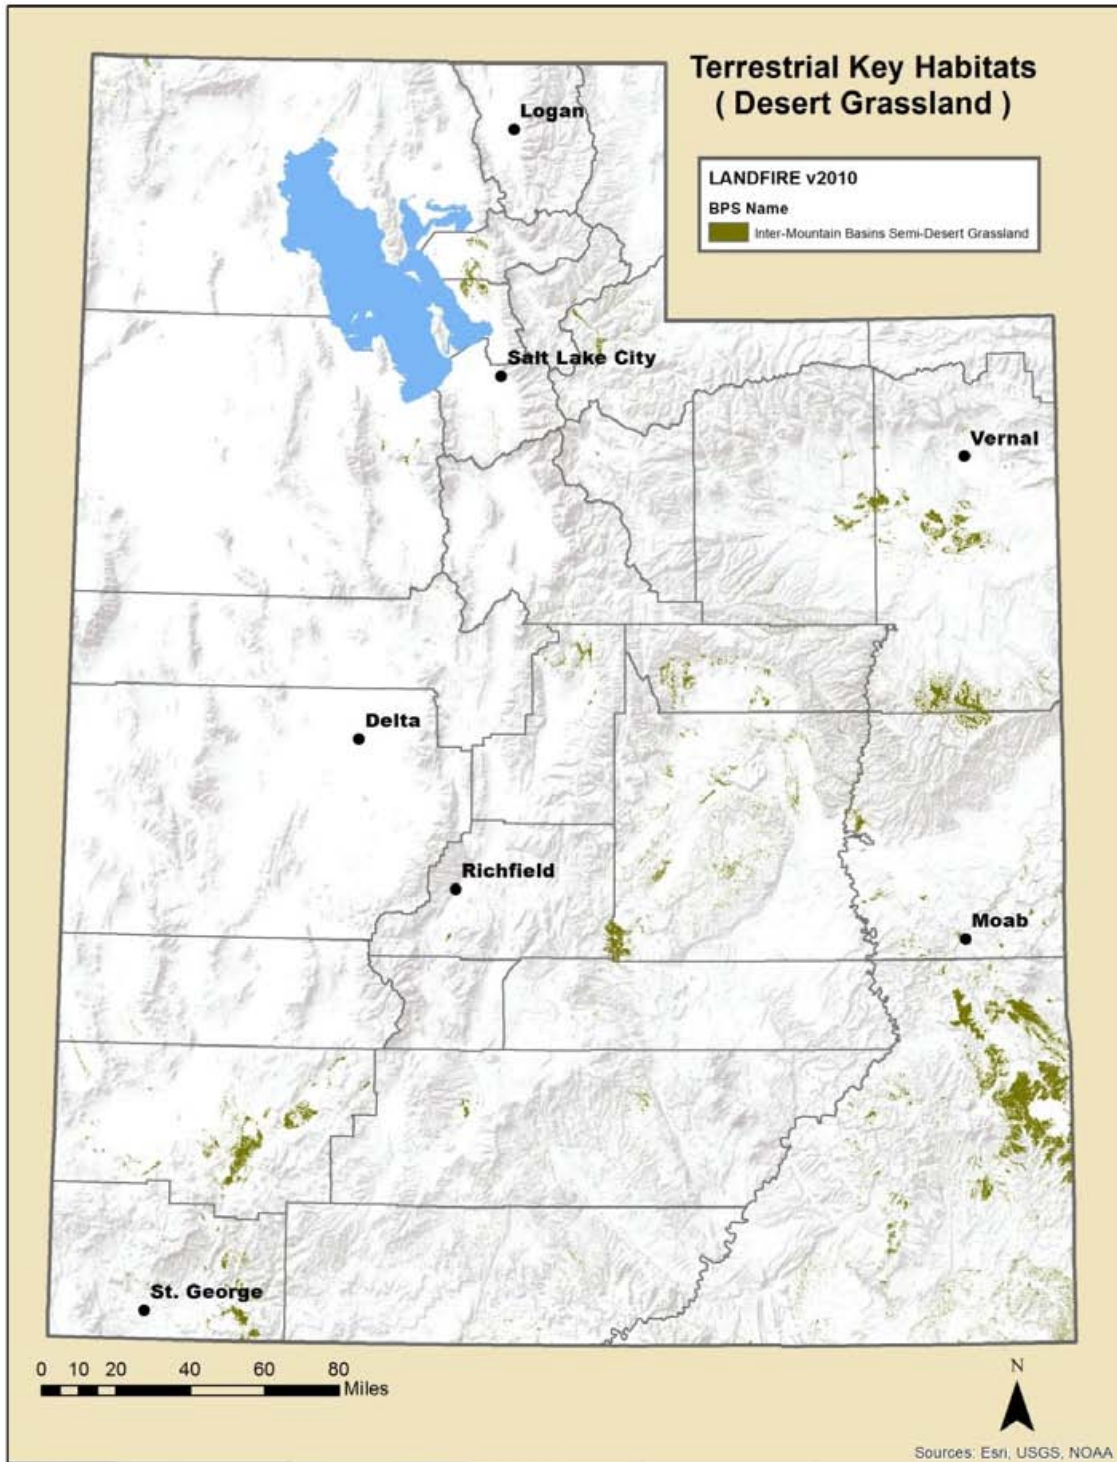 Terrestrial Key Habitats
( Desert Grassland )
LANDFIRE v2010
BPS Name
Inter-Mountain Basins Semi-Desert Grassland
Logan
Salt Lake City
Vernal
Delta
Richfield
Moab
St. George
0 10 20 40 60 80
Miles
N
Sources: Esri, USGS, NOAA